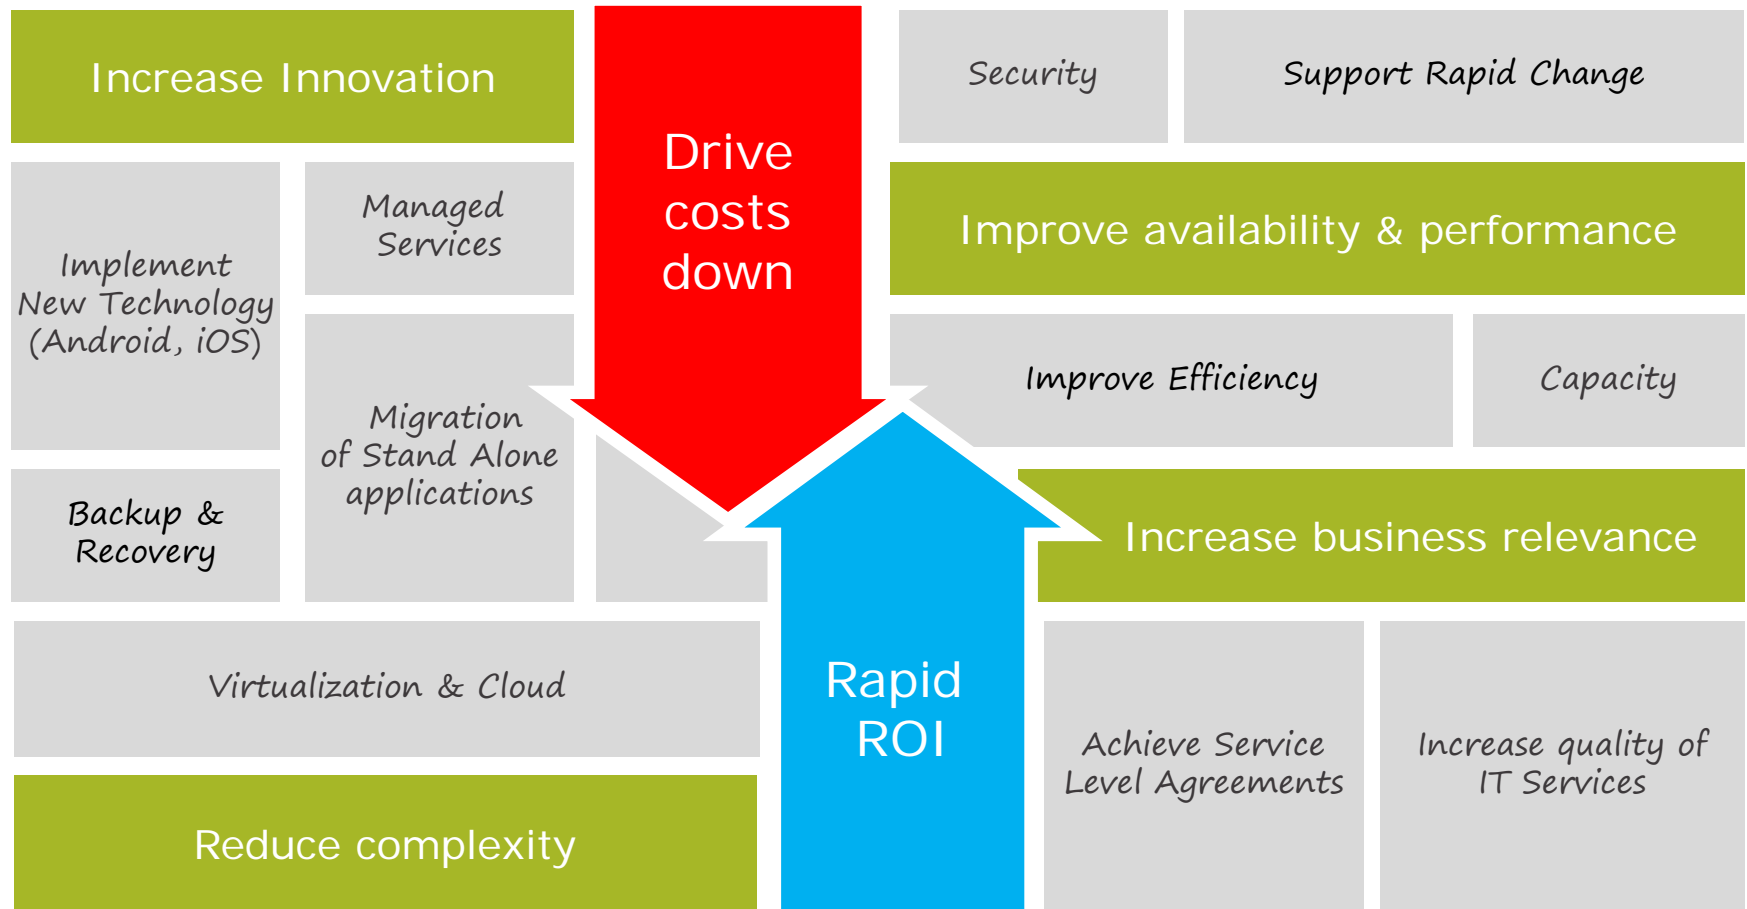 Increase Innovation
Implement
New Technology
(Android, iOS)
Managed
Services
Migration
of Stand Alone
applications
Backup &
Recovery
Virtualization & Cloud
Reduce complexity
Drive
costs
down
Rapid
ROI
Security
Support Rapid Change
Improve availability & performance
Improve Efficiency
Capacity
Increase business relevance
Achieve Service
Level Agreements
Increase quality of
IT Services